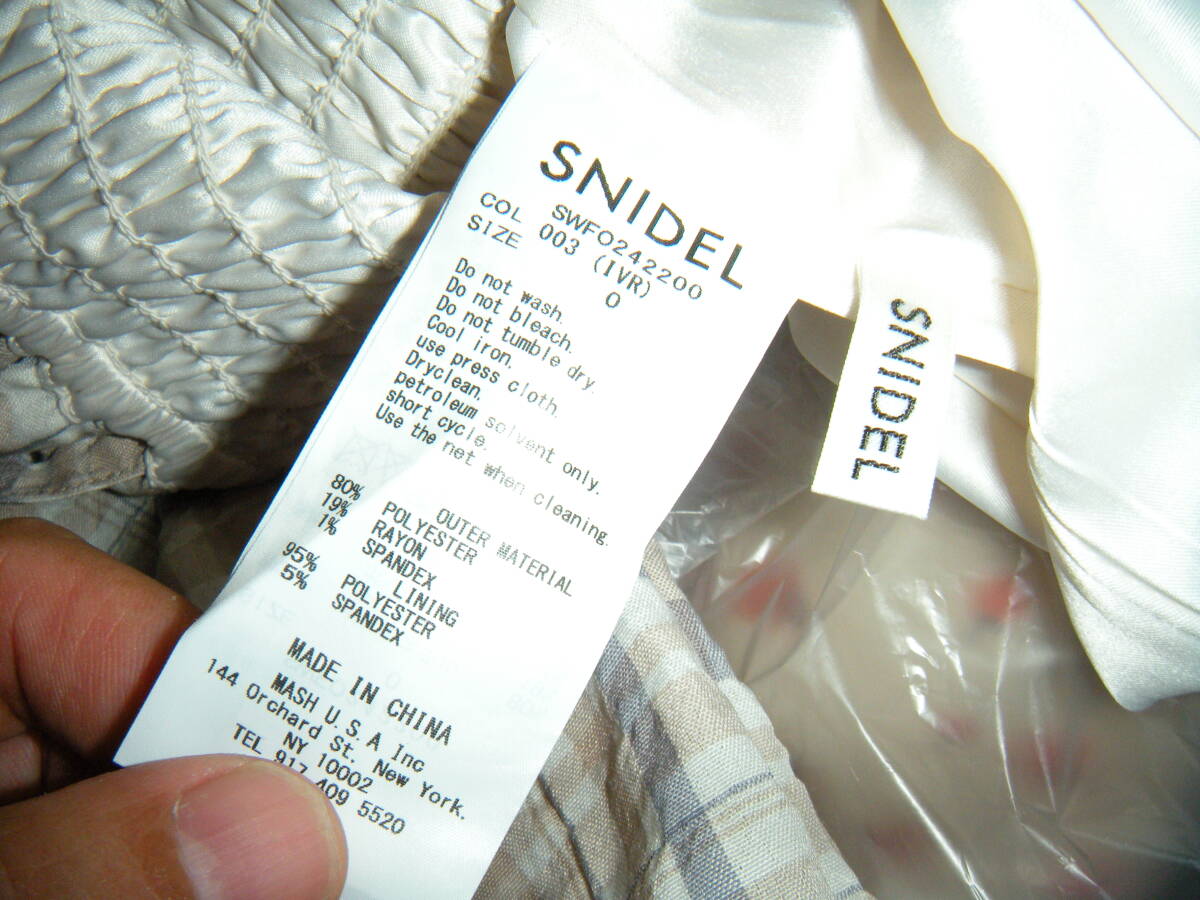 SNIDEL
SWFO242200
COL 003 (IVR)
SIZE 0
Do not wash.
Do not bleach.
Do not tumble dry.
Cool iron.
use press cloth.
Dryclean.
petroleum solvent only.
short cycle.
Use the net when cleaning.
OUTER MATERIAL
80% POLYESTER
19% RAYON
1% SPANDEX
LINING
95% POLYESTER
5% SPANDEX
MADE IN CHINA
MASH U.S.A Inc
144 Orchard St. New York.
NY 10002
TEL 917 409 5520
SNIDEL